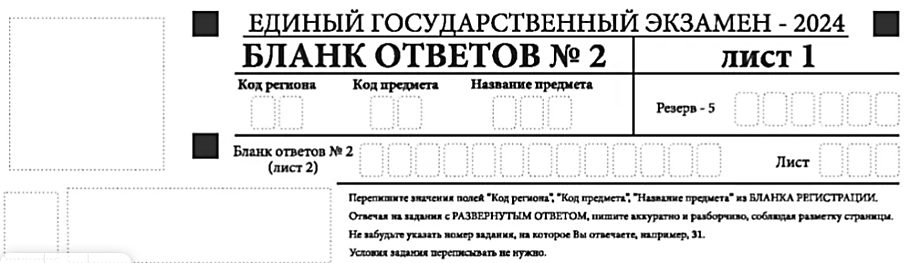 ЕДИНЫЙ ГОСУДАРСТВЕННЫЙ ЭКЗАМЕН - 2024
БЛАНК ОТВЕТОВ № 2 лист 1
Код региона Код предмета Название предмета
Резерв - 5
Бланк ответов № 2
(лист 2)
Лист
Перепишите значения полей "Код региона", "Код предмета", "Название предмета" из БЛАНКА РЕГИСТРАЦИИ.
Отвечая на задания с РАЗВЕРНУТЫМ ОТВЕТОМ, пишите аккуратно и разборчиво, соблюдая разметку страницы.
Не забудьте указать номер задания, на которое Вы отвечаете, например, 31.
Условия задания переписывать не нужно.